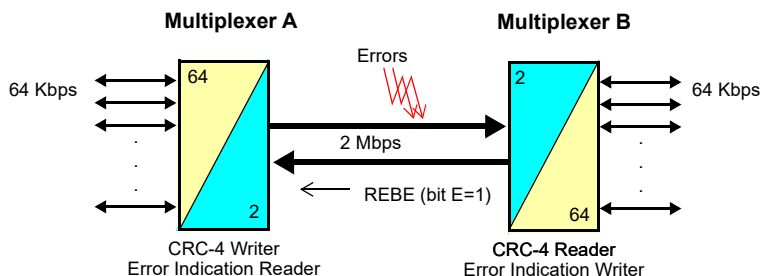 Multiplexer A
Multiplexer B
Errors
64
2
64 Kbps
64 Kbps
2 Mbps
REBE (bit E=1)
2
64
CRC-4 Writer
Error Indication Reader
CRC-4 Reader
Error Indication Writer